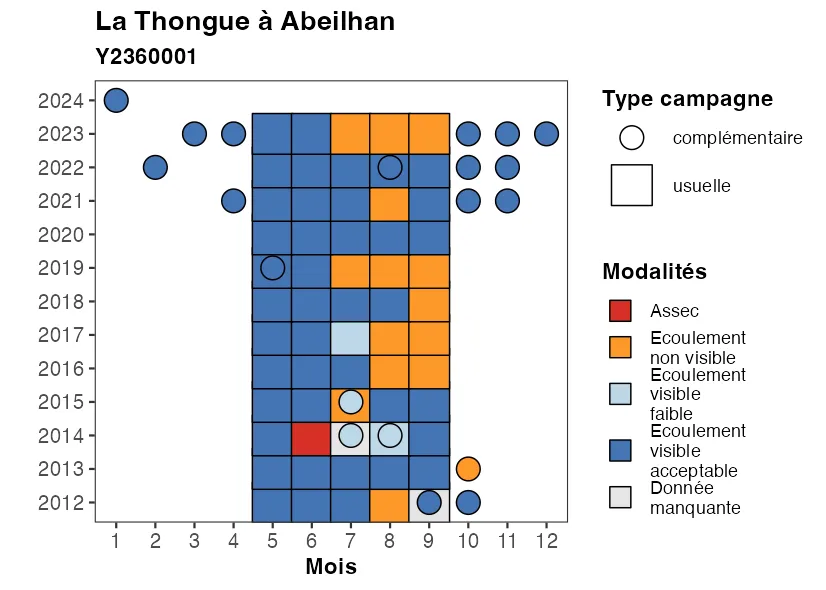 La Thongue à Abeilhan
Y2360001
2024
2023
2022
2021
2020
2019
2018
2017
2016
2015
2014
2013
2012
1 2 3 4 5 6 7 8 9 10 11 12
Mois
Type campagne
complémentaire
usuelle
Modalités
Assec
Ecoulement
non visible
Ecoulement
visible
faible
Ecoulement
visible
acceptable
Donnée
manquante